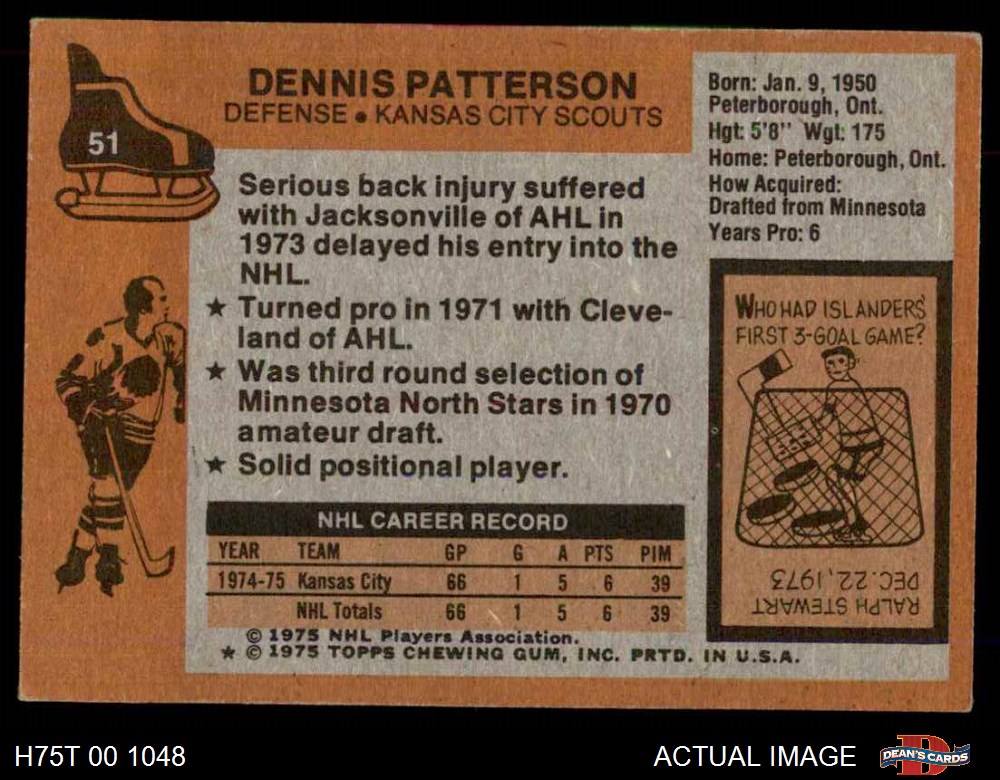 51
DENNIS PATTERSON
DEFENSE • KANSAS CITY SCOUTS
Serious back injury suffered
with Jacksonville of AHL in
1973 delayed his entry into the
NHL.
★ Turned pro in 1971 with Cleve-
land of AHL.
★ Was third round selection of
Minnesota North Stars in 1970
amateur draft.
★ Solid positional player.
NHL CAREER RECORD
YEAR TEAM GP G A PTS PIM
1974-75 Kansas City 66 1 5 6 39
NHL Totals 66 1 5 6 39
© 1975 NHL Players Association.
★ © 1975 TOPPS CHEWING GUM, INC. PRTD. IN U.S.A.
Born: Jan. 9, 1950
Peterborough, Ont.
Hgt: 5'8" Wgt: 175
Home: Peterborough, Ont.
How Acquired:
Drafted from Minnesota
Years Pro: 6
WHO HAD ISLANDERS'
FIRST 3-GOAL GAME?
RALPH STEWART
DEC. 22, 1973
H75T 00 1048
ACTUAL IMAGE
DEAN'S CARDS